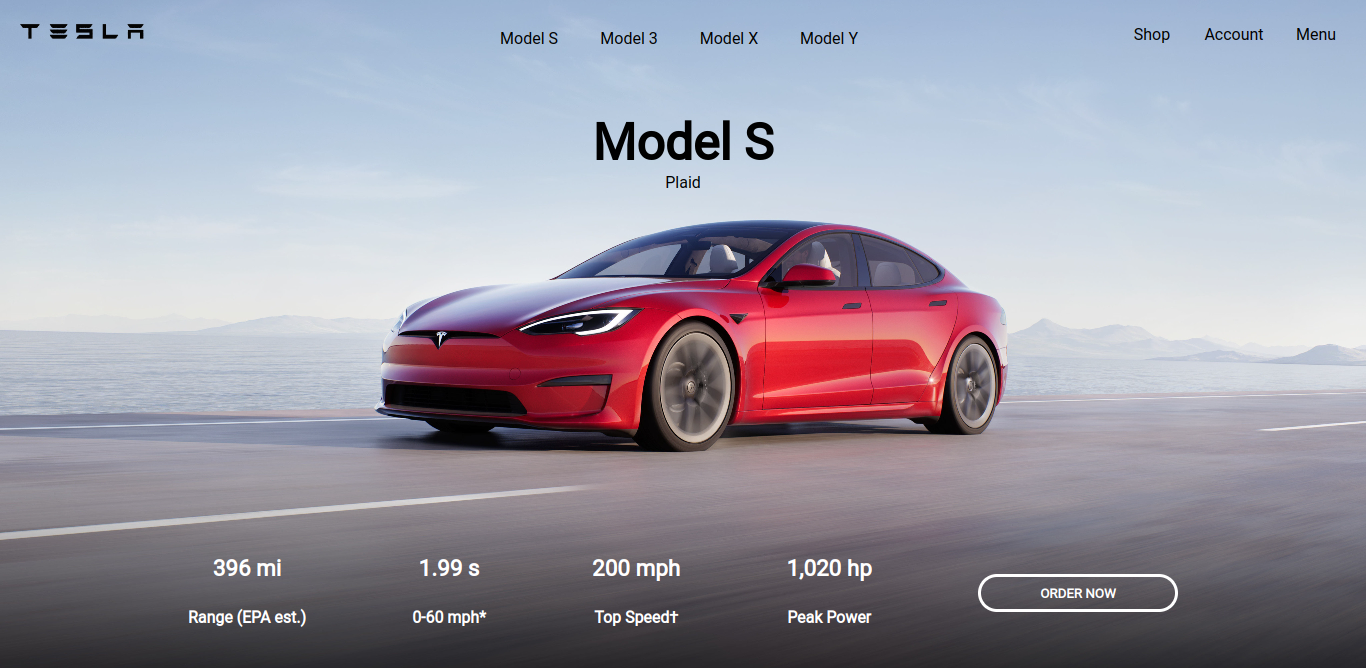 TESLA
Model S Model 3 Model X Model Y
Shop Account Menu
Model S
Plaid
396 mi 1.99 s 200 mph 1,020 hp
Range (EPA est.) 0-60 mph* Top Speed† Peak Power
ORDER NOW